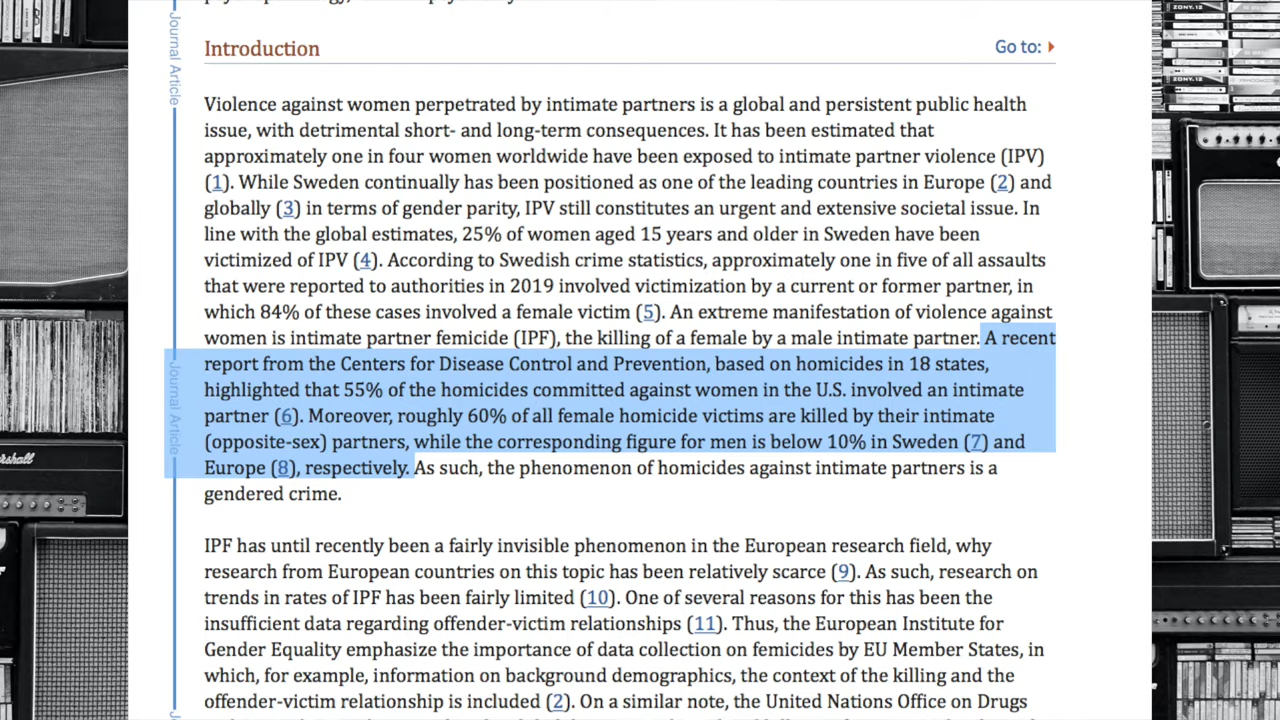 Journal Article
Introduction
Go to:
Violence against women perpetrated by intimate partners is a global and persistent public health
issue, with detrimental short- and long-term consequences. It has been estimated that
approximately one in four women worldwide have been exposed to intimate partner violence (IPV)
(1). While Sweden continually has been positioned as one of the leading countries in Europe (2) and
globally (3) in terms of gender parity, IPV still constitutes an urgent and extensive societal issue. In
line with the global estimates, 25% of women aged 15 years and older in Sweden have been
victimized of IPV (4). According to Swedish crime statistics, approximately one in five of all assaults
that were reported to authorities in 2019 involved victimization by a current or former partner, in
which 84% of these cases involved a female victim (5). An extreme manifestation of violence against
women is intimate partner femicide (IPF), the killing of a female by a male intimate partner. A recent
report from the Centers for Disease Control and Prevention, based on homicides in 18 states,
highlighted that 55% of the homicides committed against women in the U.S. involved an intimate
partner (6). Moreover, roughly 60% of all female homicide victims are killed by their intimate
(opposite-sex) partners, while the corresponding figure for men is below 10% in Sweden (7) and
Europe (8), respectively. As such, the phenomenon of homicides against intimate partners is a
gendered crime.
Journal Article
IPF has until recently been a fairly invisible phenomenon in the European research field, why
research from European countries on this topic has been relatively scarce (9). As such, research on
trends in rates of IPF has been fairly limited (10). One of several reasons for this has been the
insufficient data regarding offender-victim relationships (11). Thus, the European Institute for
Gender Equality emphasize the importance of data collection on femicides by EU Member States, in
which, for example, information on background demographics, the context of the killing and the
offender-victim relationship is included (2). On a similar note, the United Nations Office on Drugs
ZONY.12
ZONY.12